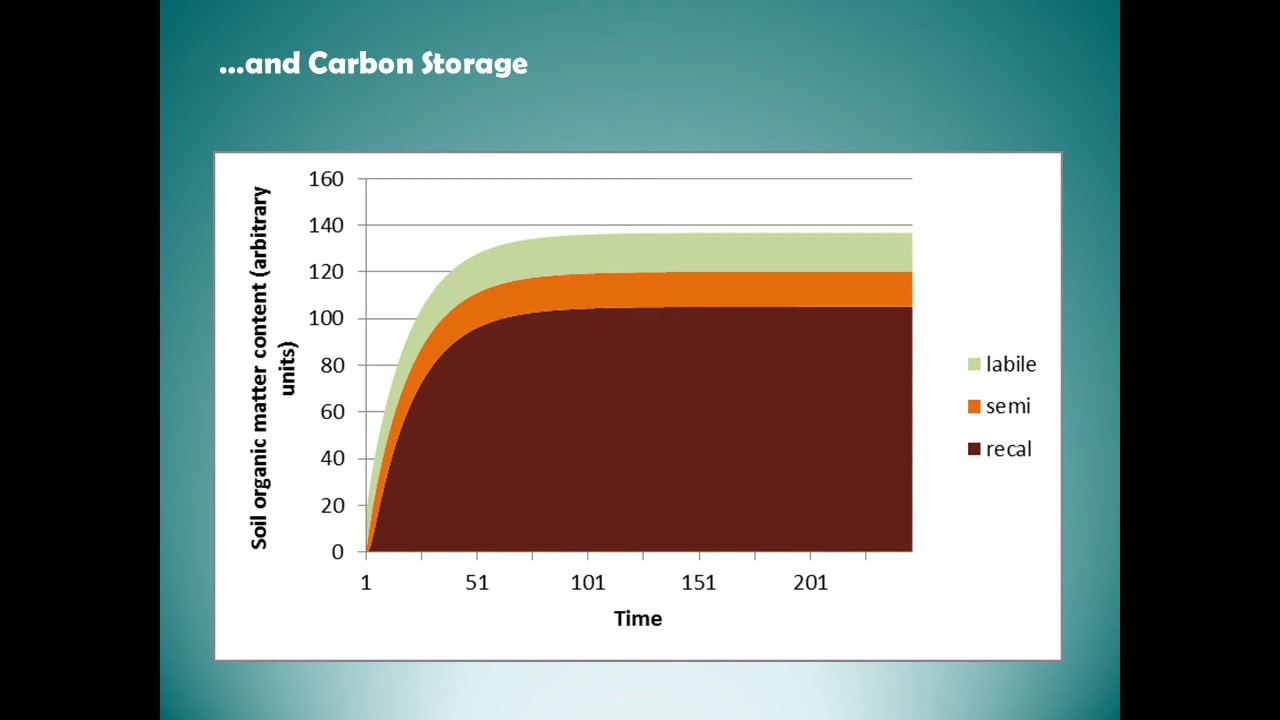 ...and Carbon Storage
Soil organic matter content (arbitrary
units)
160
140
120
100
80
60
40
20
0
1 51 101 151 201
Time
labile
semi
recal